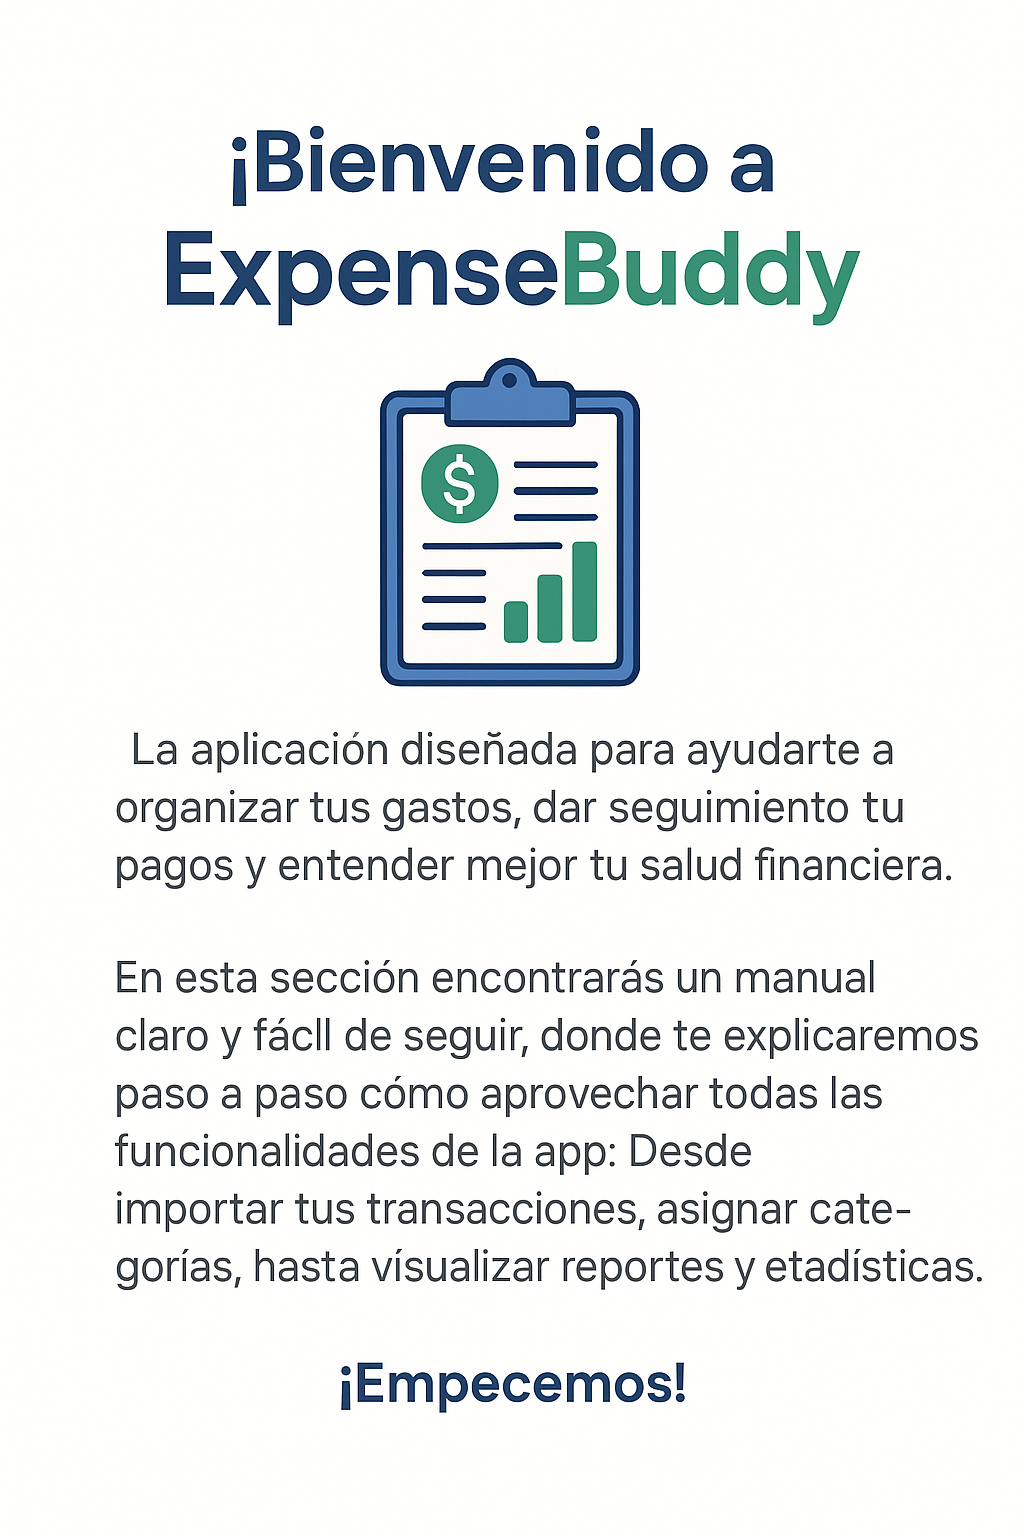 ¡Bienvenido a
ExpenseBuddy
$
La aplicación diseñada para ayudarte a
organizar tus gastos, dar seguimiento tu
pagos y entender mejor tu salud financiera.
En esta sección encontrarás un manual
claro y fácll de seguir, donde te explicaremos
paso a paso cómo aprovechar todas las
funcionalidades de la app: Desde
importar tus transacciones, asignar cate-
gorías, hasta vísualizar reportes y etadísticas.
¡Empecemos!